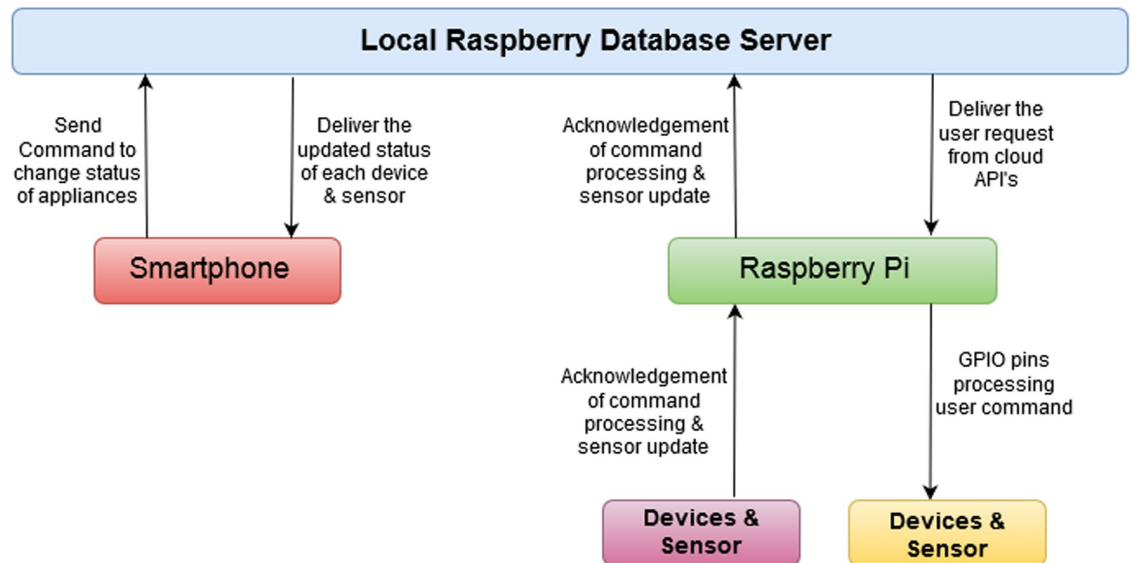 Local Raspberry Database Server
Send
Command to
change status
of appliances
Deliver the
updated status
of each device
& sensor
Acknowledgement
of command
processing &
sensor update
Deliver the
user request
from cloud
API's
Smartphone
Raspberry Pi
Acknowledgement
of command
processing &
sensor update
GPIO pins
processing
user command
Devices &
Sensor
Devices &
Sensor